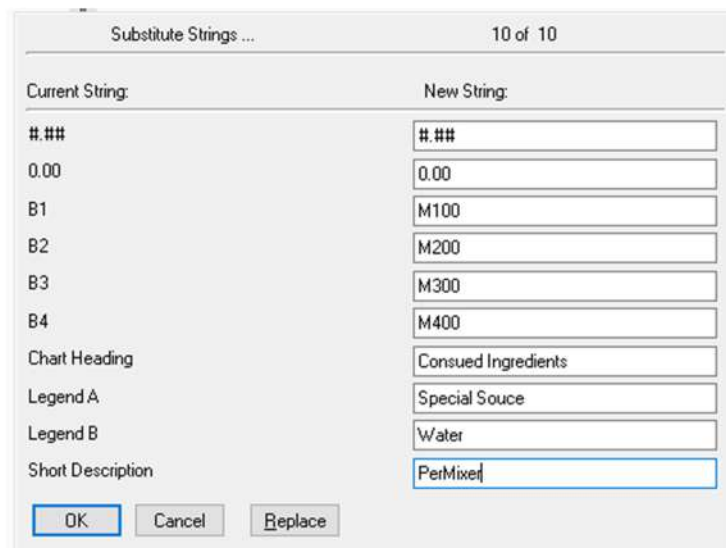 Substitute Strings ... 10 of 10
Current String: New String:
#.## #.##
0.00 0.00
B1 M100
B2 M200
B3 M300
B4 M400
Chart Heading Consued Ingredients
Legend A Special Souce
Legend B Water
Short Description PerMixer
OK Cancel Replace